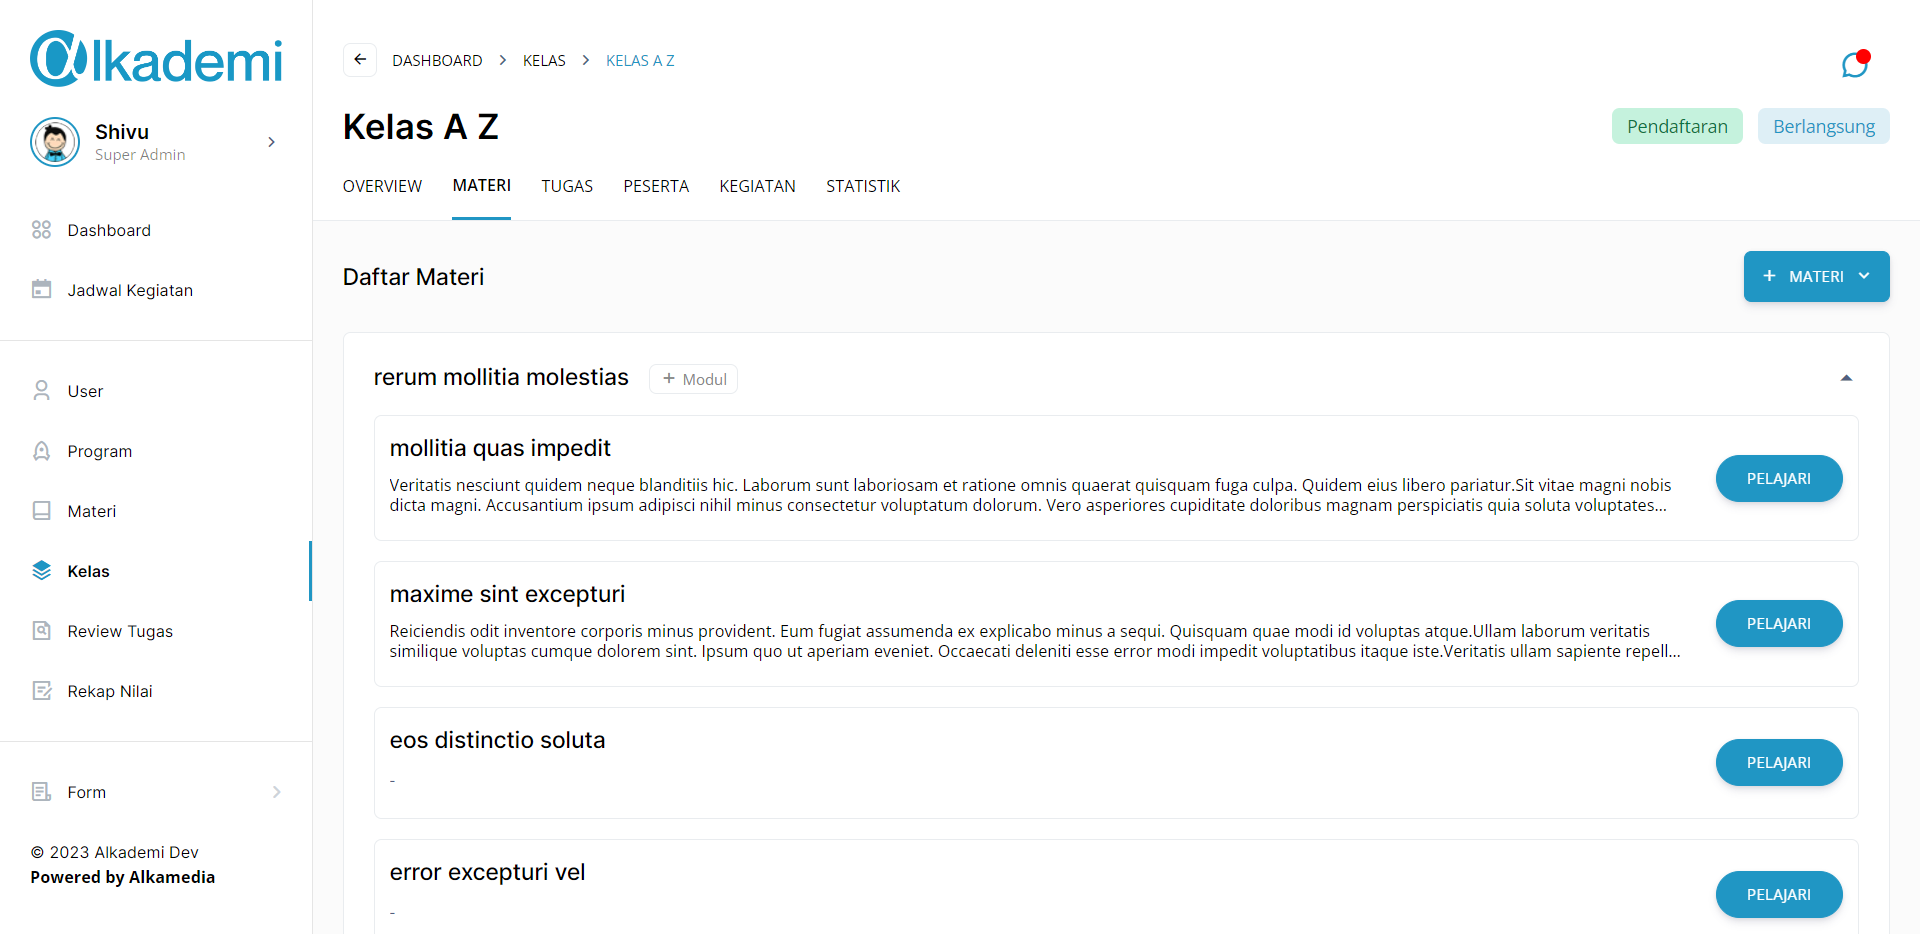 @lkademi
Shivu
Super Admin
Dashboard
Jadwal Kegiatan
User
Program
Materi
Kelas
Review Tugas
Rekap Nilai
Form
© 2023 Alkademi Dev
Powered by Alkamedia
DASHBOARD > KELAS > KELAS A Z
Kelas A Z
Pendaftaran
Berlangsung
OVERVIEW MATERI TUGAS PESERTA KEGIATAN STATISTIK
Daftar Materi
+ MATERI
rerum mollitia molestias
+ Modul
mollitia quas impedit
Veritatis nesciunt quidem neque blanditiis hic. Laborum sunt laboriosam et ratione omnis quaerat quisquam fuga culpa. Quidem eius libero pariatur.Sit vitae magni nobis
dicta magni. Accusantium ipsum adipisci nihil minus consectetur voluptatum dolorum. Vero asperiores cupiditate doloribus magnam perspiciatis quia soluta voluptates...
PELAJARI
maxime sint excepturi
Reiciendis odit inventore corporis minus provident. Eum fugiat assumenda ex explicabo minus a sequi. Quisquam quae modi id voluptas atque.Ullam laborum veritatis
similique voluptas cumque dolorem sint. Ipsum quo ut aperiam eveniet. Occaecati deleniti esse error modi impedit voluptatibus itaque iste.Veritatis ullam sapiente repell...
PELAJARI
eos distinctio soluta
-
PELAJARI
error excepturi vel
-
PELAJARI